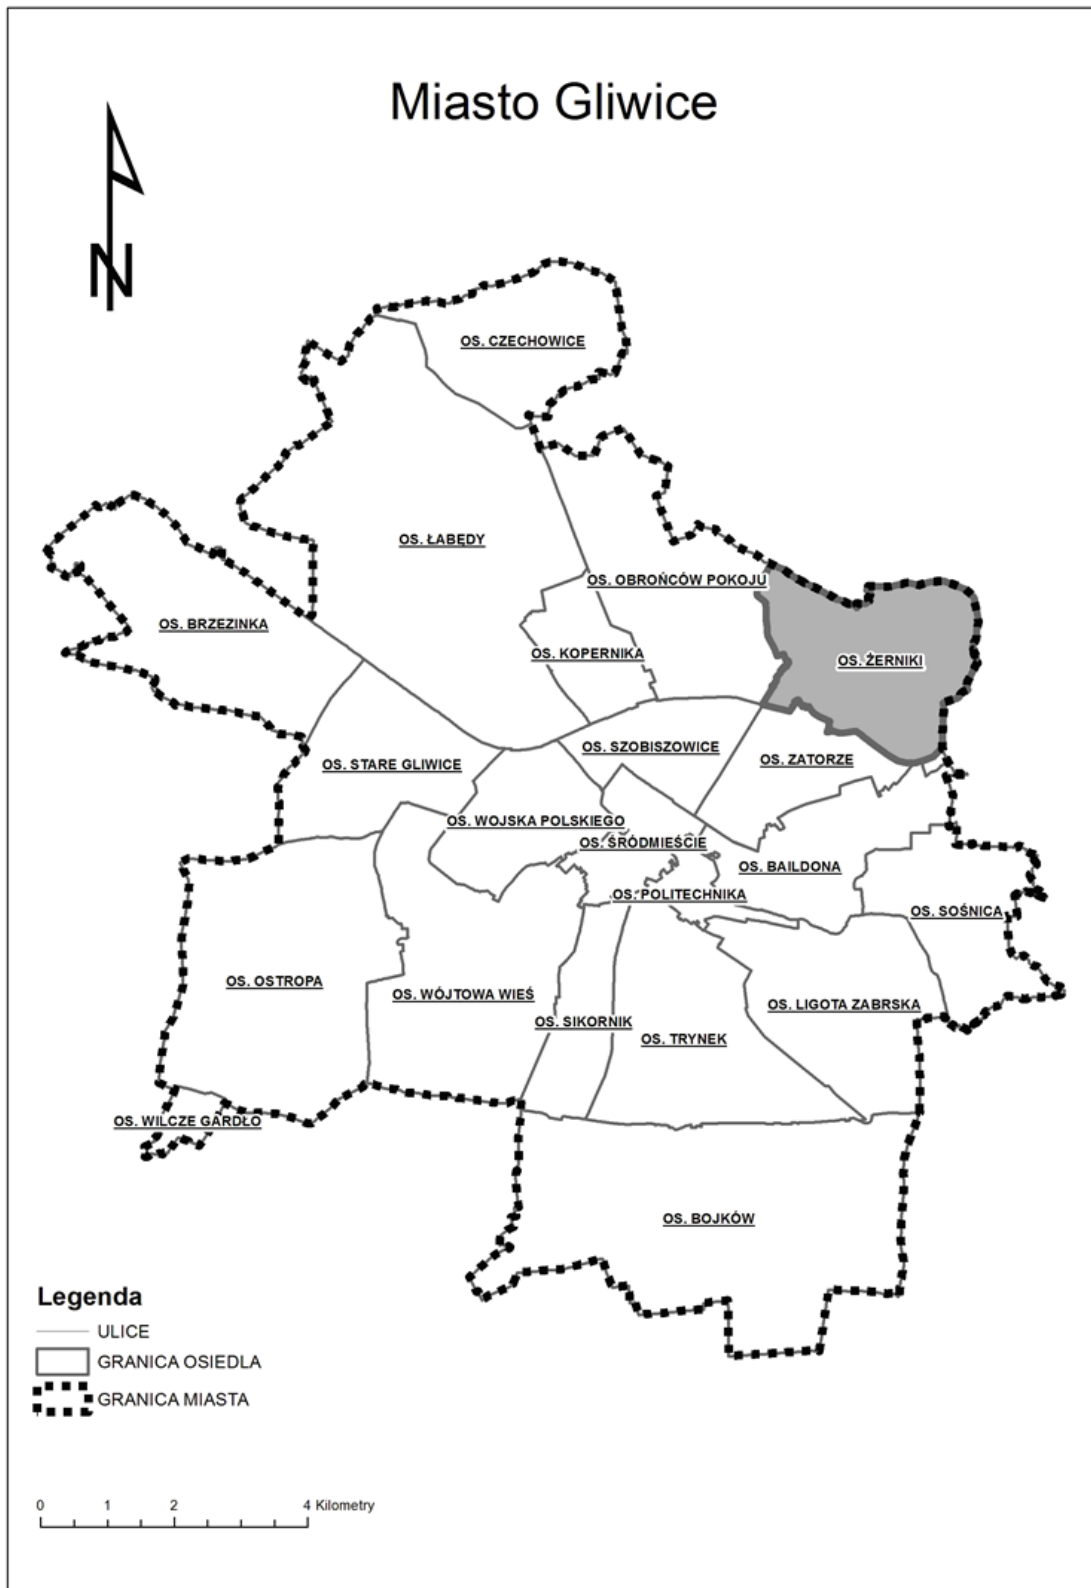 Miasto Gliwice
N
OS. CZECHOWICE
OS. ŁABĘDY
OS. OBROŃCÓW POKOJU
OS. BRZEZINKA
OS. KOPERNIKA
OS. ŻERNIKI
OS. SZOBISZOWICE
OS. ZATORZE
OS. STARE GLIWICE
OS. WOJSKA POLSKIEGO
OS. ŚRÓDMIEŚCIE
OS. BAILDONA
OS. POLITECHNIKA
OS. SOŚNICA
OS. OSTROPA
OS. WÓJTOWA WIEŚ
OS. LIGOTA ZABRSKA
OS. SIKORNIK
OS. TRYNEK
OS. WILCZE GARDŁO
OS. BOJKÓW
Legenda
ULICE
GRANICA OSIEDLA
GRANICA MIASTA
0 1 2 4 Kilometry